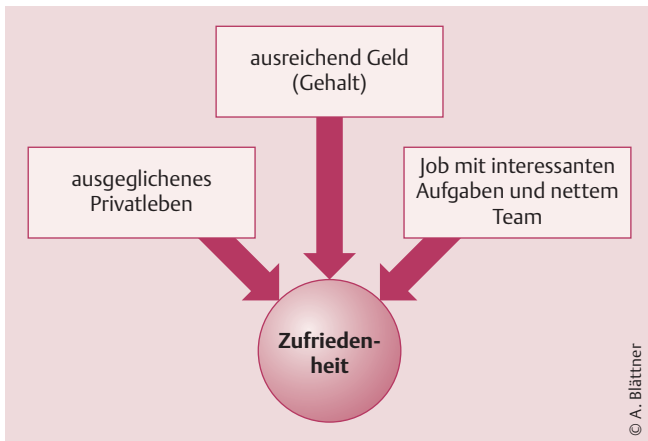 ausreichend Geld
(Gehalt)
ausgeglichenes
Privatleben
Job mit interessanten
Aufgaben und nettem
Team
Zufrieden-
heit
© A. Blättner